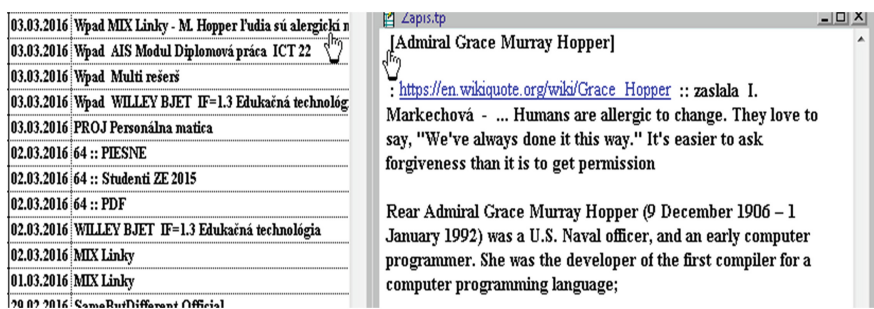 03.03.2016 Wpad MIX Linky - M. Hopper ľudia sú alergickí n
03.03.2016 Wpad AIS Modul Diplomová práca ICT 22
03.03.2016 Wpad Multi rešerš
03.03.2016 Wpad WILLEY BJET IF=1.3 Edukačná technológ
03.03.2016 PROJ Personálna matica
02.03.2016 64 :: PIESNE
02.03.2016 64 :: Studenti ZE 2015
02.03.2016 64 :: PDF
02.03.2016 WILLEY BJET IF=1.3 Edukačná technológia
02.03.2016 MIX Linky
01.03.2016 MIX Linky
29.02.2016 SameButDifferent Official
Zapis.tp
[Admiral Grace Murray Hopper]
: https://en.wikiquote.org/wiki/Grace_Hopper :: zaslala I.
Markechová - ... Humans are allergic to change. They love to
say, "We've always done it this way." It's easier to ask
forgiveness than it is to get permission
Rear Admiral Grace Murray Hopper (9 December 1906 – 1
January 1992) was a U.S. Naval officer, and an early computer
programmer. She was the developer of the first compiler for a
computer programming language;